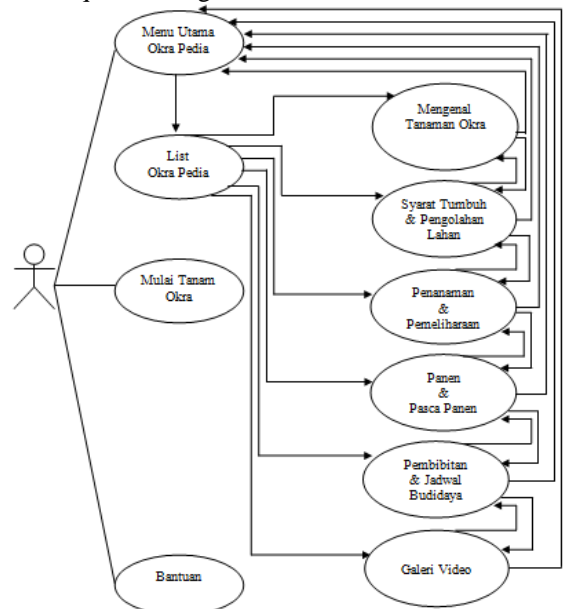 Menu Utama
Okra Pedia
Mengenal
Tanaman Okra
List
Okra Pedia
Syarat Tumbuh
& Pengolahan
Lahan
Mulai Tanam
Okra
Penanaman
&
Pemeliharaan
Panen
&
Pasca Panen
Pembibitan
& Jadwal
Budidaya
Galeri Video
Bantuan